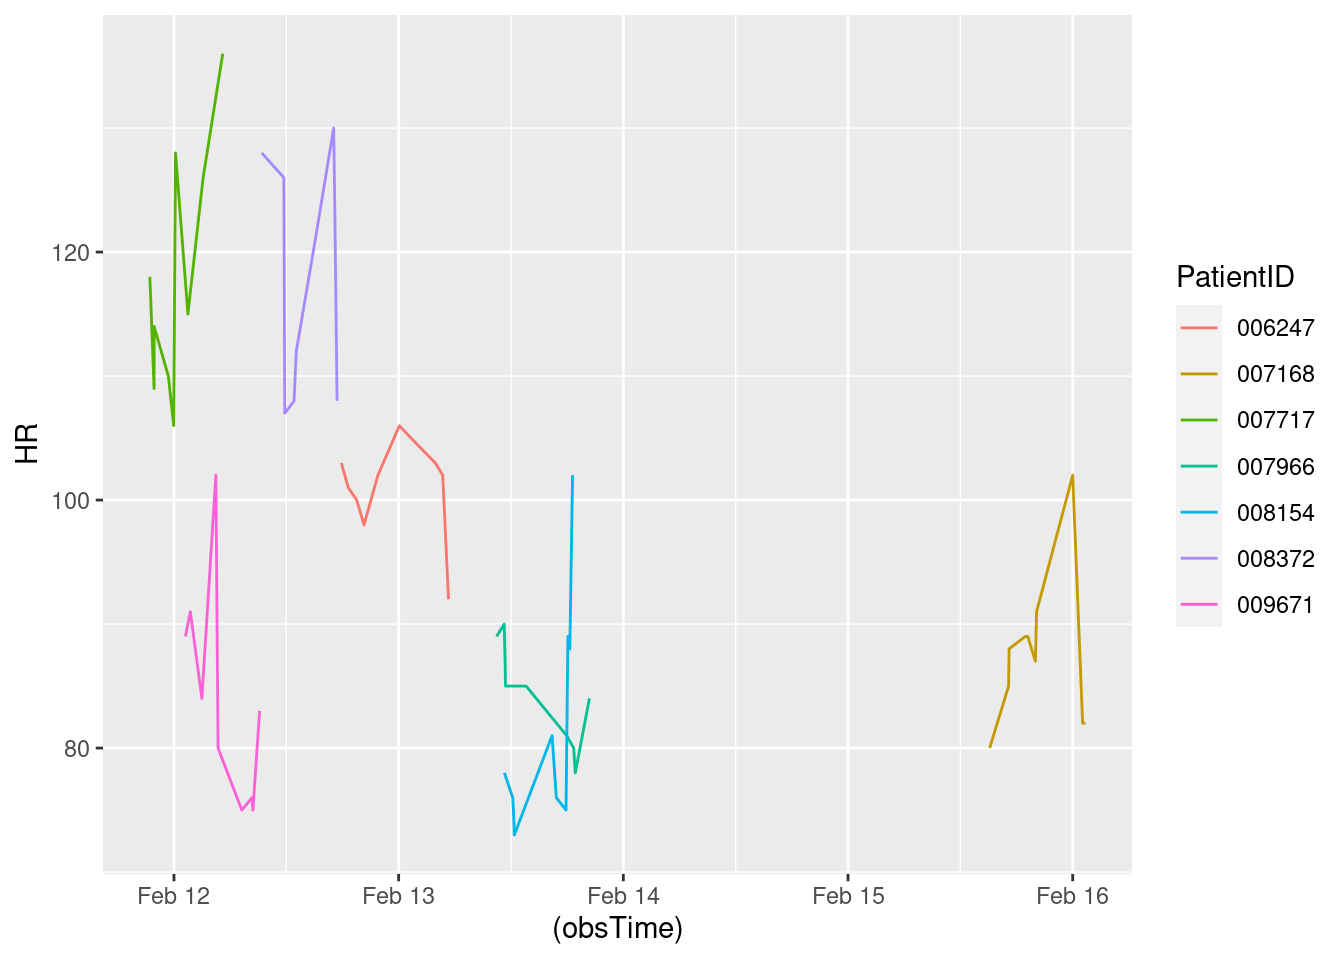 HR
120
100
80
Feb 12
Feb 13
Feb 14
Feb 15
Feb 16
(obsTime)
PatientID
006247
007168
007717
007966
008154
008372
009671